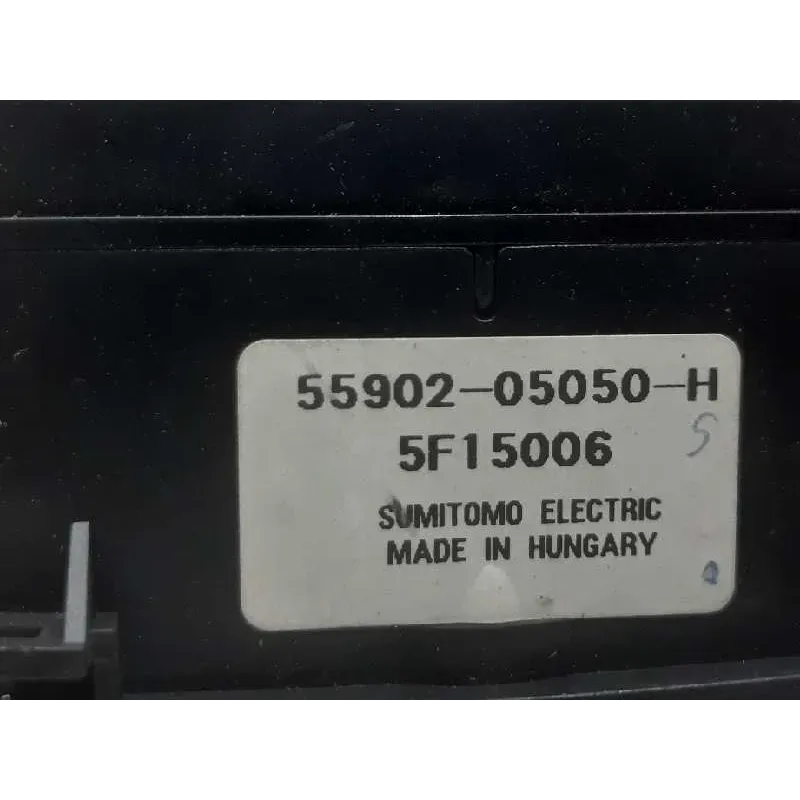 55902-05050-H
5F15006
S
SUMITOMO ELECTRIC
MADE IN HUNGARY